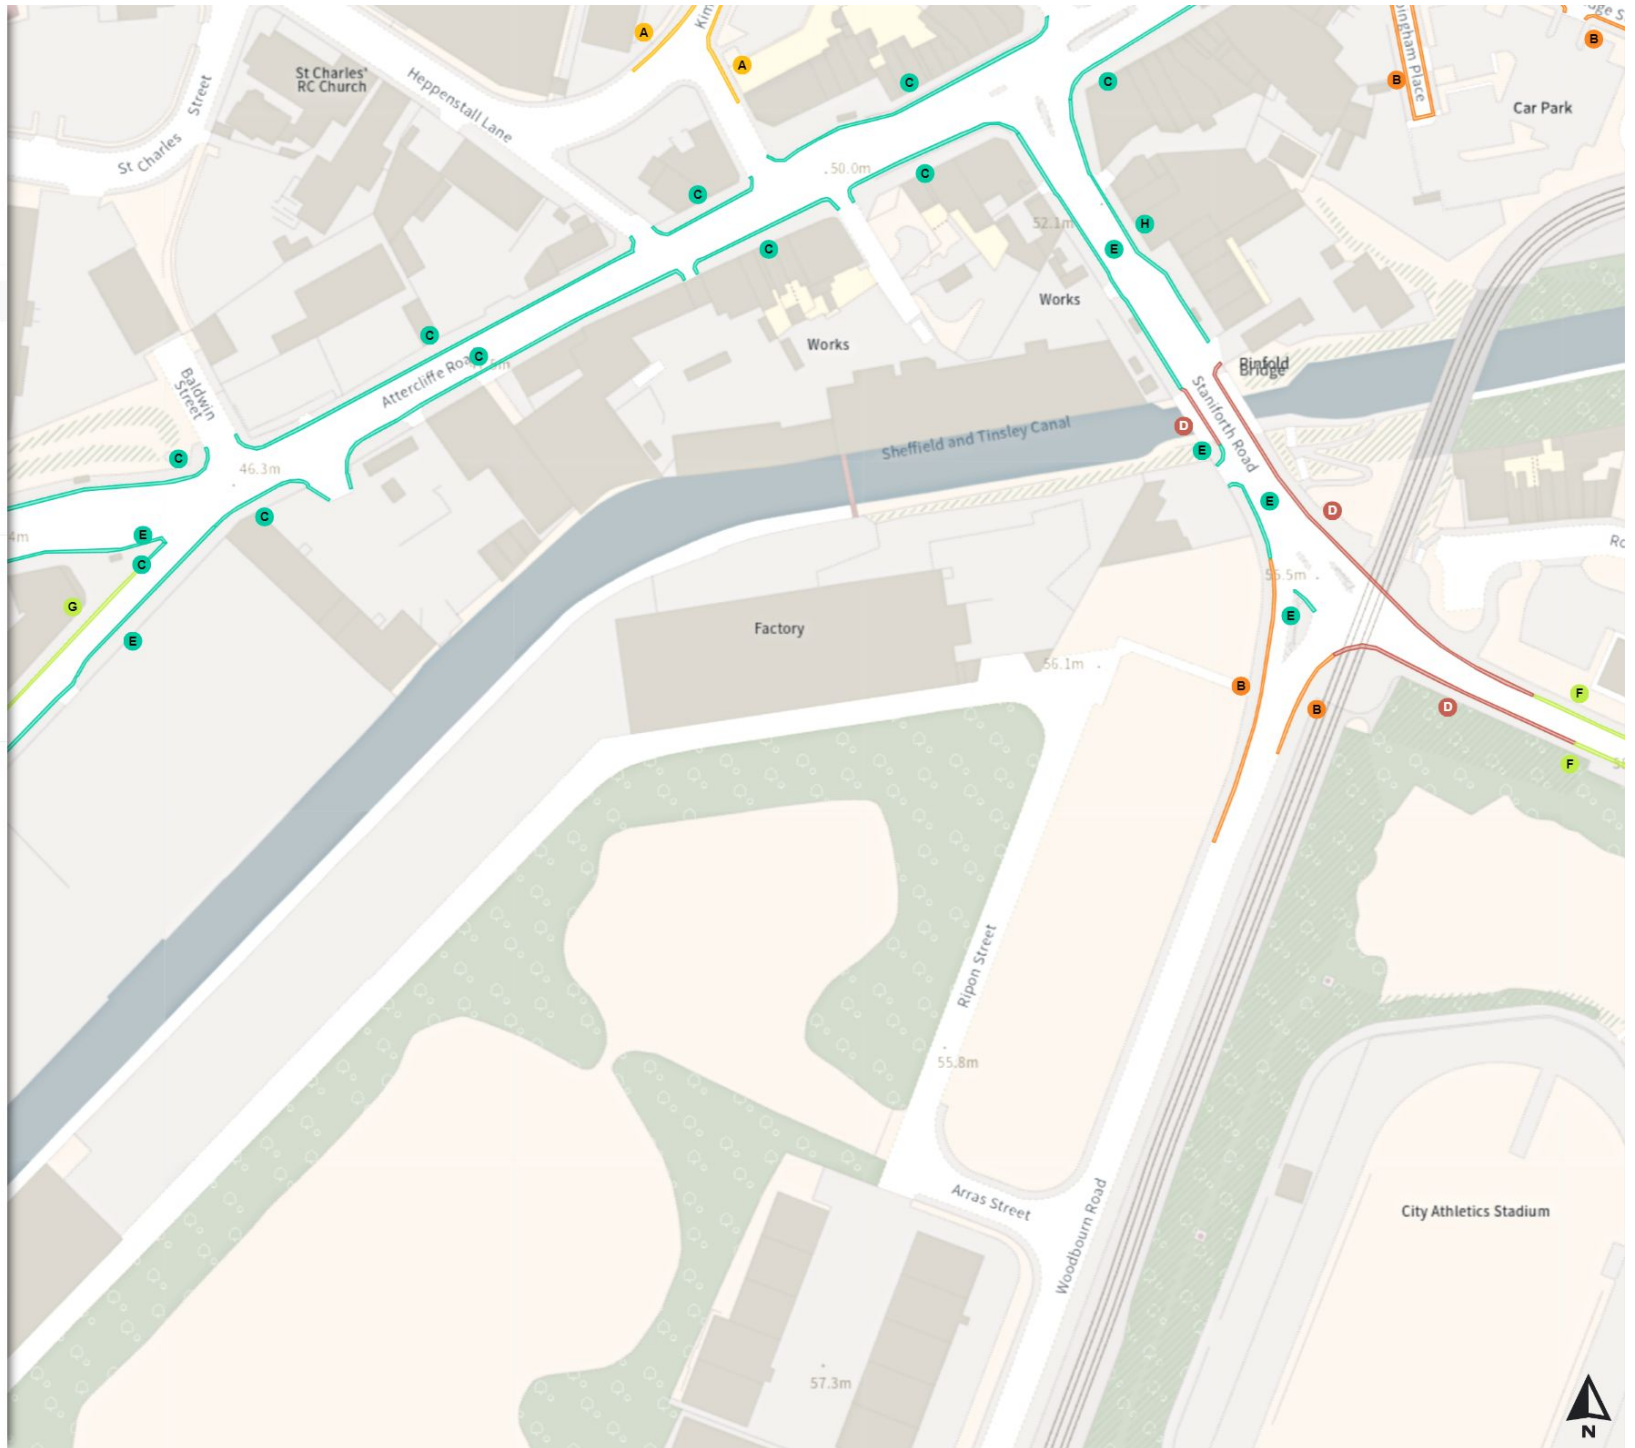 A
B
St Charles'
RC Church
Heppenstall Lane
A
C
C
B
Car Park
St Charles Street
50.0m
C
C
52.1m
H
C
E
Works
Works
C
C
Attercliffe Road
Baldwin
Street
Pinfold
Bridge
Staniforth Road
D
E
Sheffield and Tinsley Canal
C
46.3m
C
E
D
E
C
G
E
E
Factory
56.1m
B
B
D
F
F
Ripon Street
55.8m
Arras Street
Woodbourn Road
City Athletics Stadium
57.3m
N